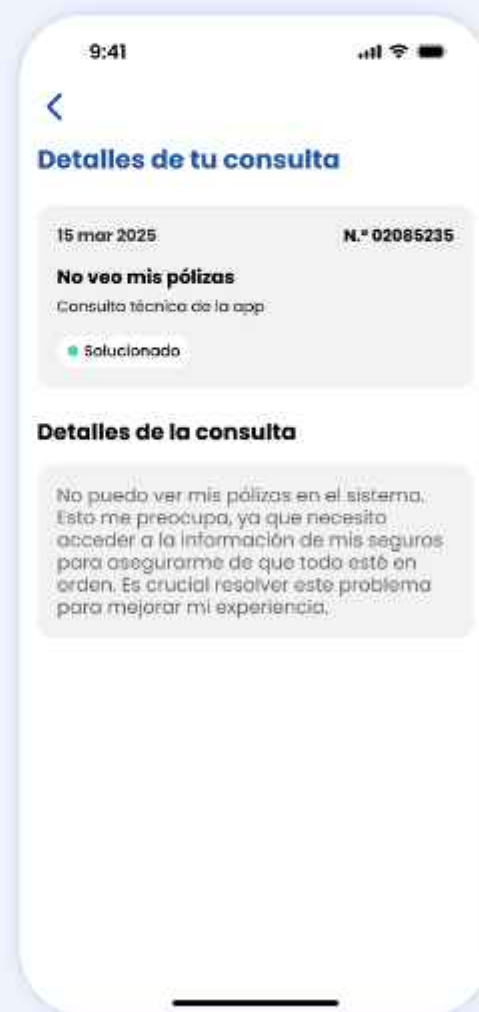 9:41
Detalles de tu consulta
15 mar 2025 N.º 02085235
No veo mis pólizas
Consulta técnica de la app
Solucionado
Detalles de la consulta
No puedo ver mis pólizas en el sistema.
Esto me preocupa, ya que necesito
acceder a la información de mis seguros
para asegurarme de que todo esté en
orden. Es crucial resolver este problema
para mejorar mi experiencia.